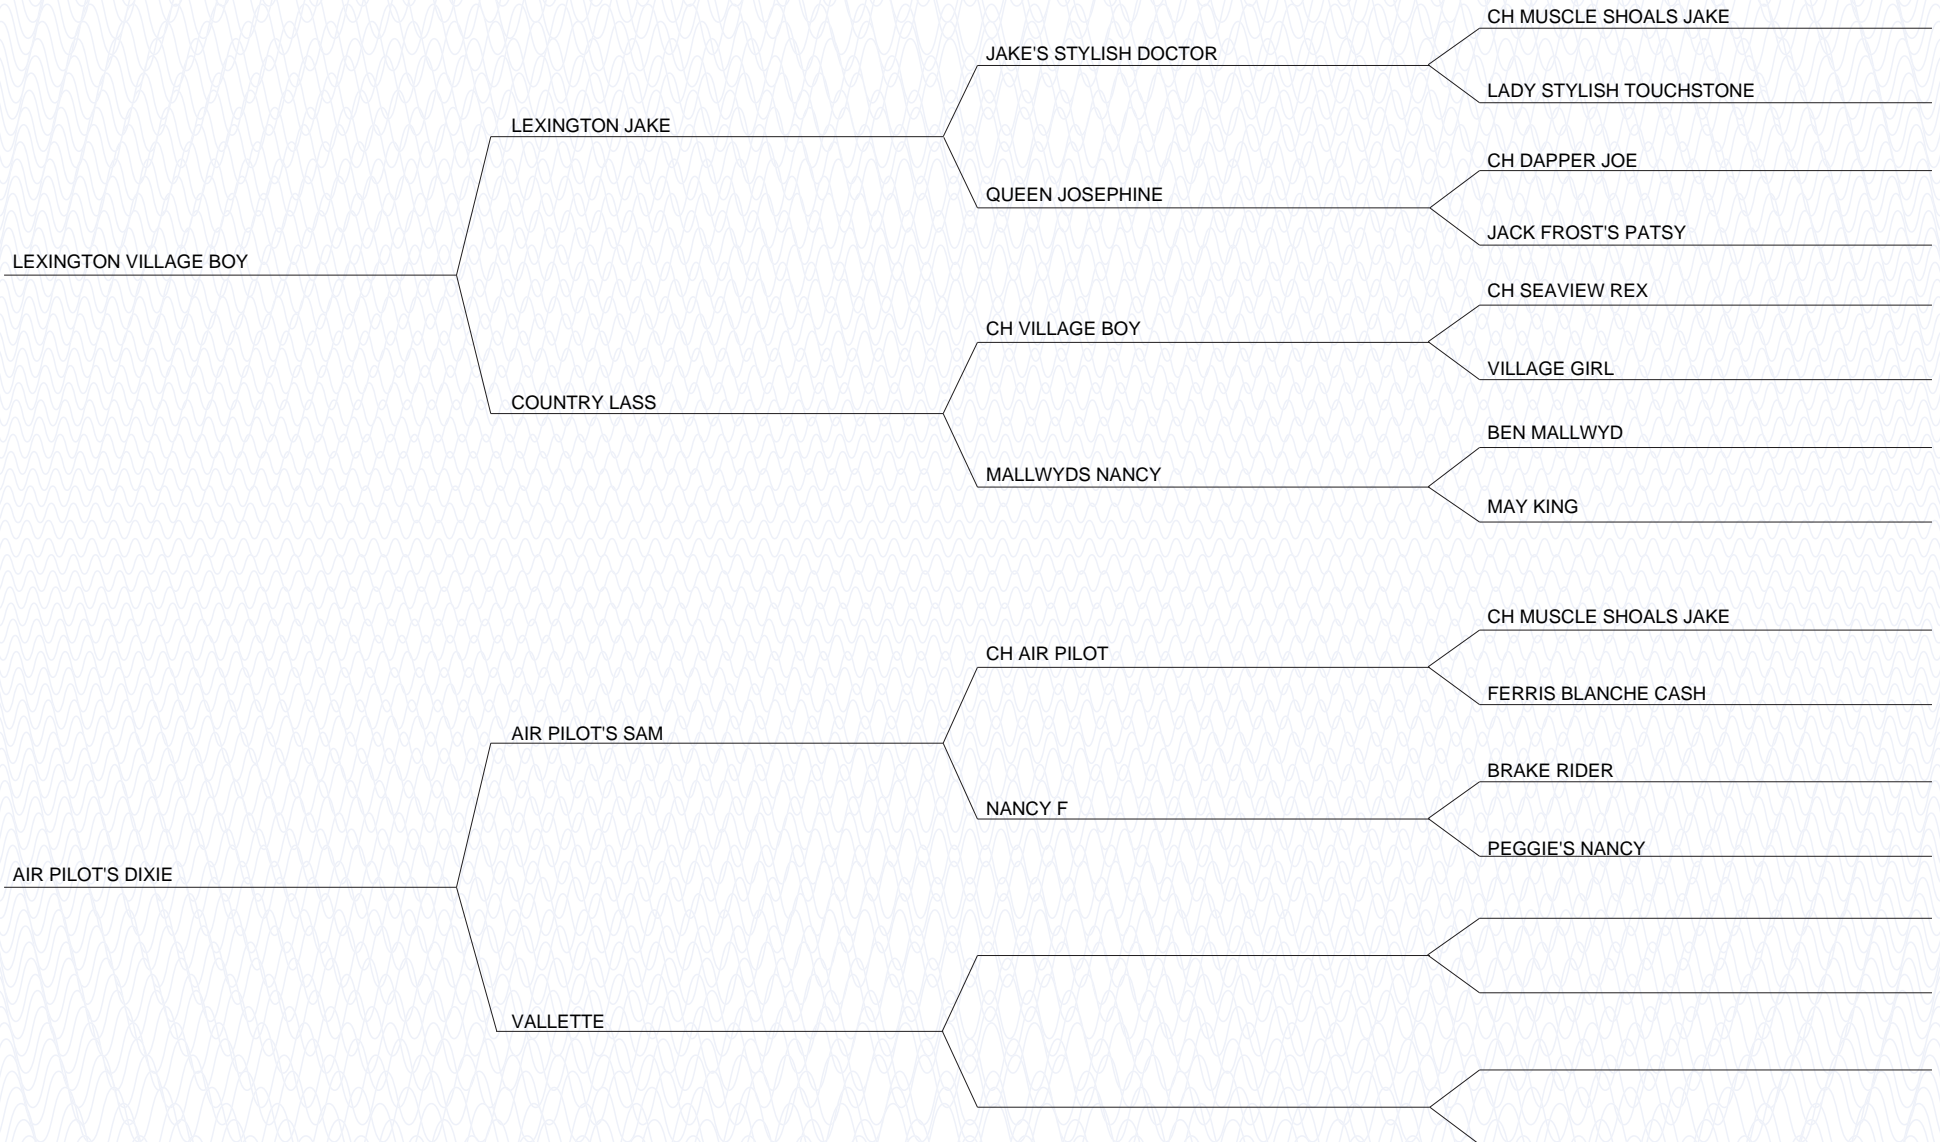 CH MUSCLE SHOALS JAKE
JAKE'S STYLISH DOCTOR
LADY STYLISH TOUCHSTONE
LEXINGTON JAKE
CH DAPPER JOE
QUEEN JOSEPHINE
JACK FROST'S PATSY
LEXINGTON VILLAGE BOY
CH SEAVIEW REX
CH VILLAGE BOY
VILLAGE GIRL
COUNTRY LASS
BEN MALLWYD
MALLWYDS NANCY
MAY KING
CH MUSCLE SHOALS JAKE
CH AIR PILOT
FERRIS BLANCHE CASH
AIR PILOT'S SAM
BRAKE RIDER
NANCY F
PEGGIE'S NANCY
AIR PILOT'S DIXIE
VALLETTE